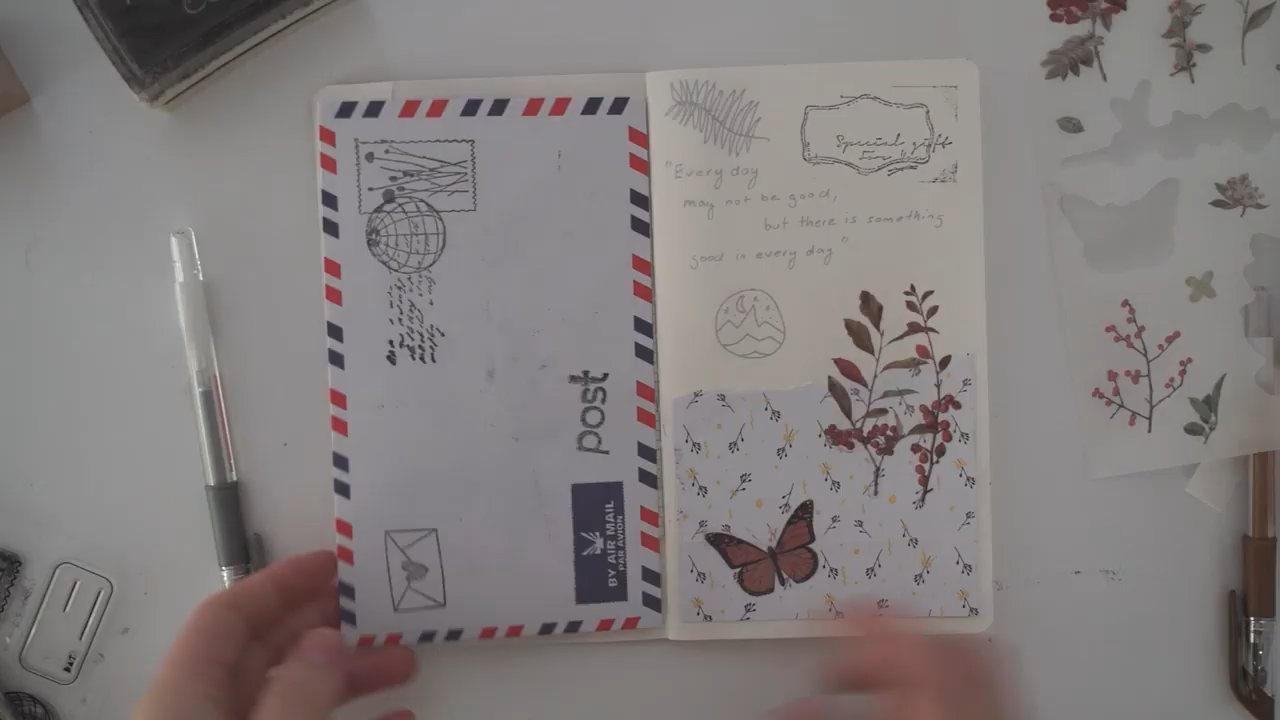 post
BY AIR MAIL
PAR AVION
Special gift
For
"Every day
may not be good,
but there is something
good in every day"